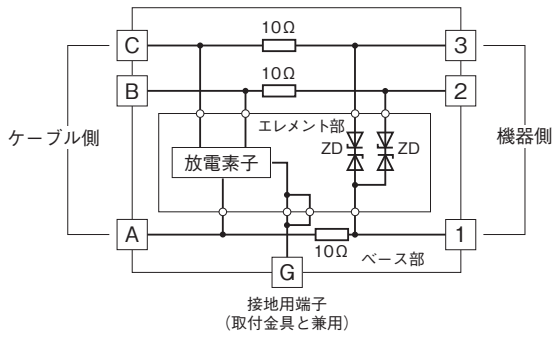 10Ω
C
3
10Ω
B
2
エレメント部
ケーブル側
機器側
ZD
ZD
放電素子
A
1
10Ω
ベース部
G
接地用端子
(取付金具と兼用)